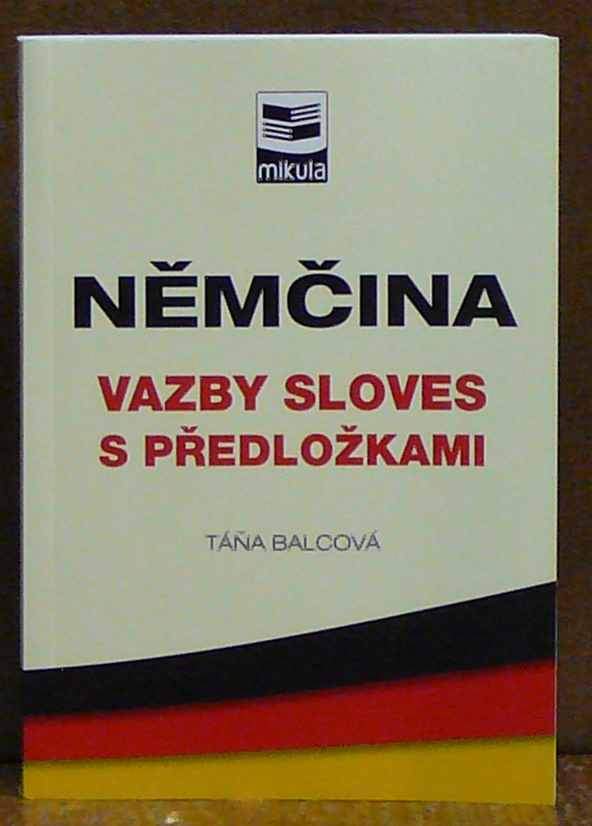 mikula
NĚMČINA
VAZBY SLOVES
S PŘEDLOŽKAMI
TÁŇA BALCOVÁ